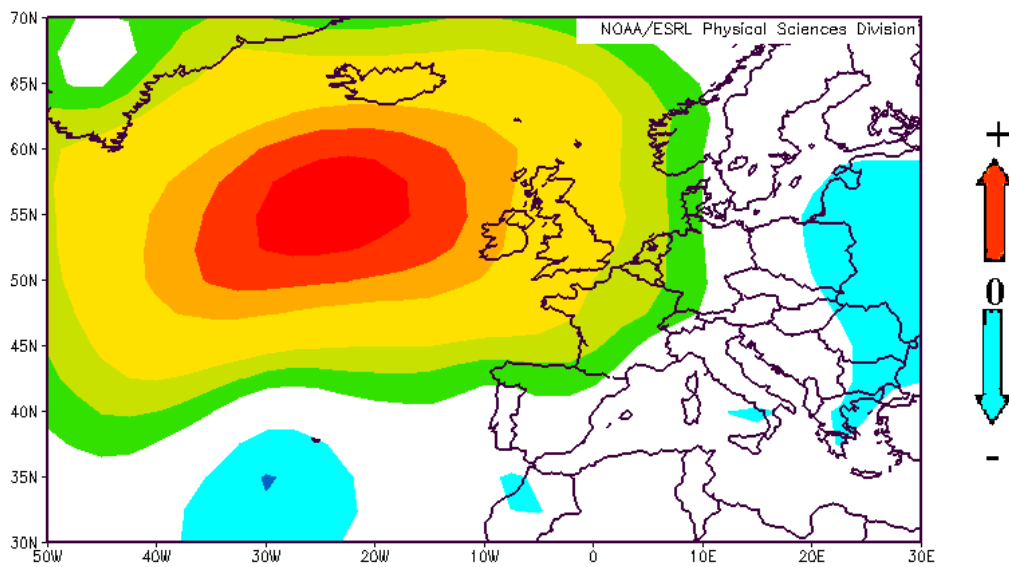 70N
NOAA/ESRL Physical Sciences Division
65N
60N
55N
50N
45N
40N
35N
30N
50W 40W 30W 20W 10W 0 10E 20E 30E
+
0
-